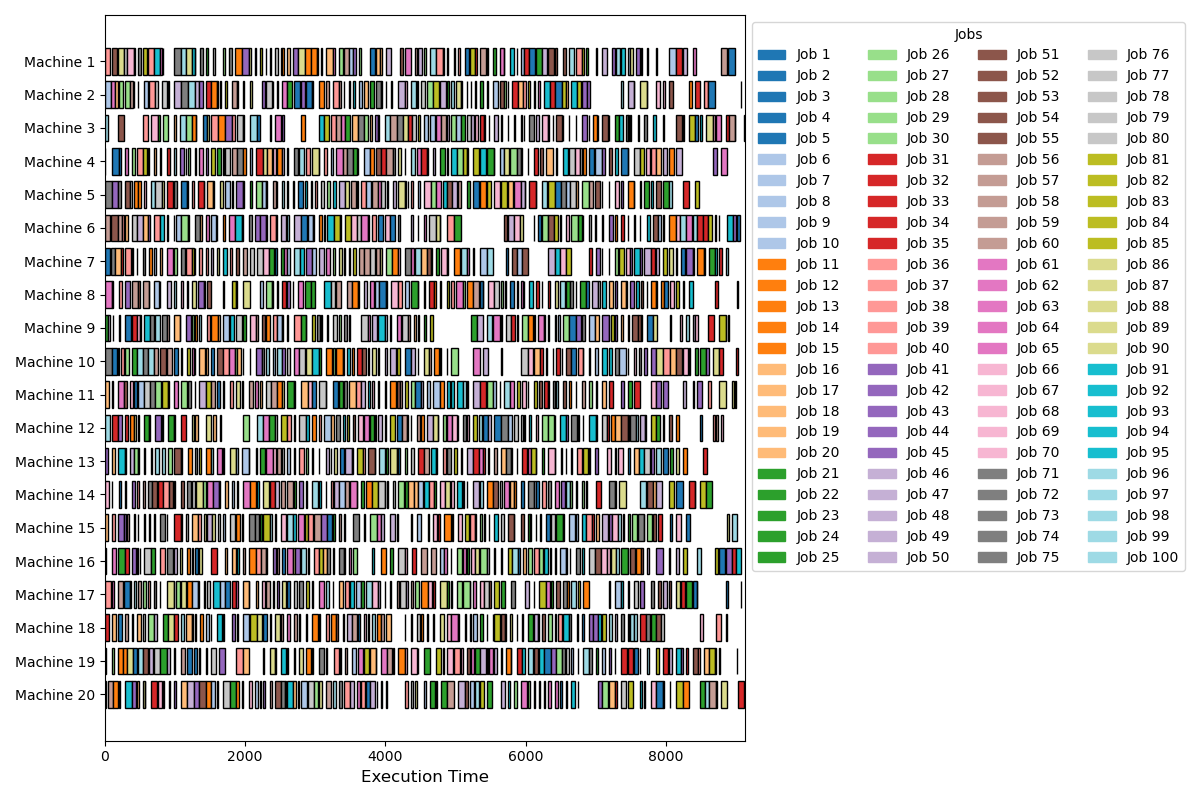 Machine 1
Machine 2
Machine 3
Machine 4
Machine 5
Machine 6
Machine 7
Machine 8
Machine 9
Machine 10
Machine 11
Machine 12
Machine 13
Machine 14
Machine 15
Machine 16
Machine 17
Machine 18
Machine 19
Machine 20
0 2000 4000 6000 8000
Execution Time
Jobs
Job 1 Job 26 Job 51 Job 76
Job 2 Job 27 Job 52 Job 77
Job 3 Job 28 Job 53 Job 78
Job 4 Job 29 Job 54 Job 79
Job 5 Job 30 Job 55 Job 80
Job 6 Job 31 Job 56 Job 81
Job 7 Job 32 Job 57 Job 82
Job 8 Job 33 Job 58 Job 83
Job 9 Job 34 Job 59 Job 84
Job 10 Job 35 Job 60 Job 85
Job 11 Job 36 Job 61 Job 86
Job 12 Job 37 Job 62 Job 87
Job 13 Job 38 Job 63 Job 88
Job 14 Job 39 Job 64 Job 89
Job 15 Job 40 Job 65 Job 90
Job 16 Job 41 Job 66 Job 91
Job 17 Job 42 Job 67 Job 92
Job 18 Job 43 Job 68 Job 93
Job 19 Job 44 Job 69 Job 94
Job 20 Job 45 Job 70 Job 95
Job 21 Job 46 Job 71 Job 96
Job 22 Job 47 Job 72 Job 97
Job 23 Job 48 Job 73 Job 98
Job 24 Job 49 Job 74 Job 99
Job 25 Job 50 Job 75 Job 100